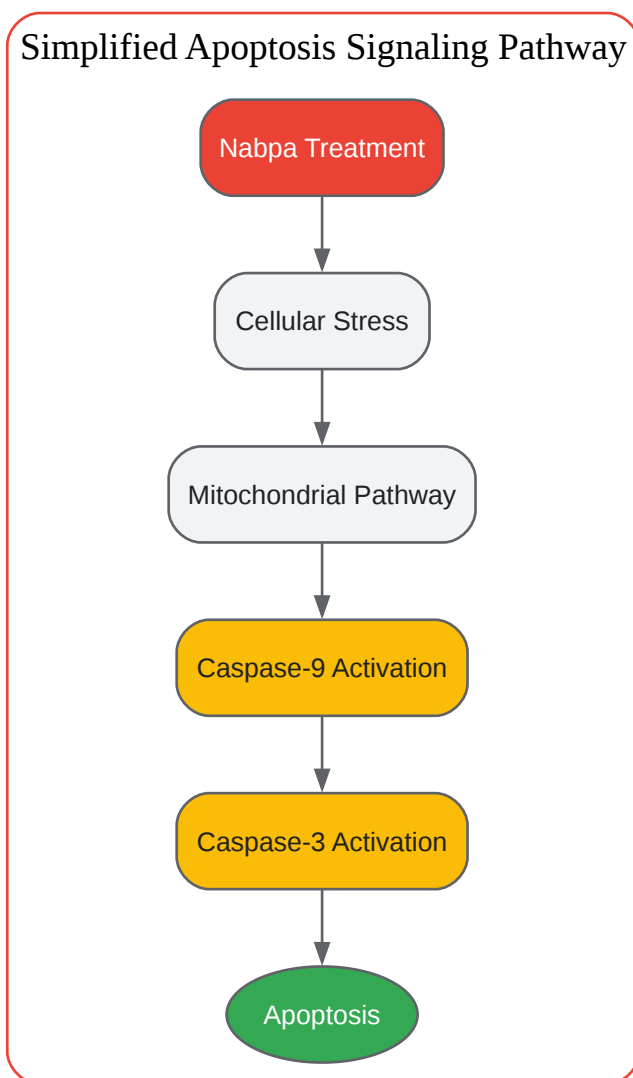 Simplified Apoptosis Signaling Pathway
Nabpa Treatment
Cellular Stress
Mitochondrial Pathway
Caspase-9 Activation
Caspase-3 Activation
Apoptosis